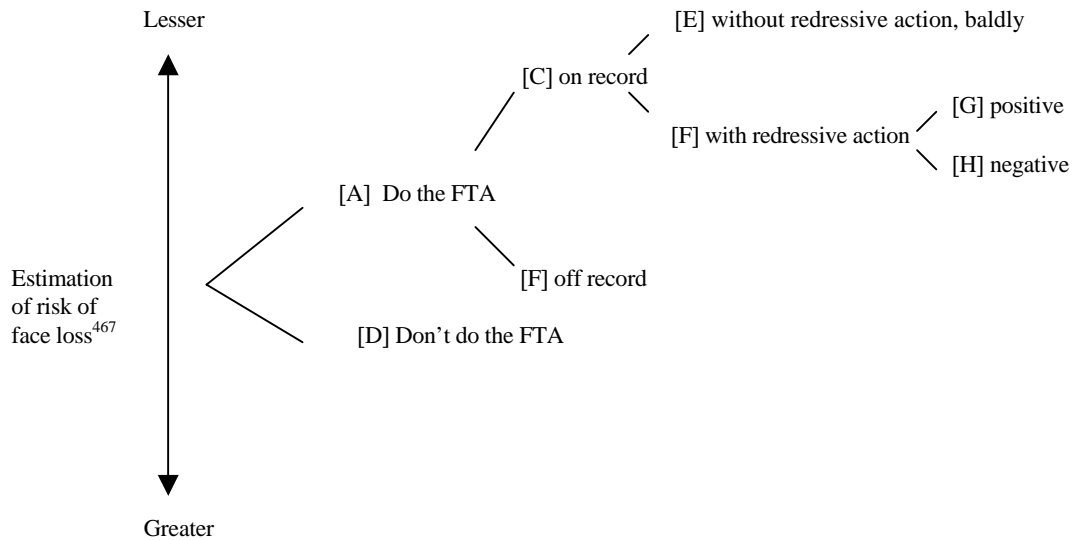 Lesser
[E] without redressive action, baldly
[C] on record
[G] positive
[F] with redressive action
[H] negative
[A] Do the FTA
Estimation
of risk of
face loss467
[F] off record
[D] Don't do the FTA
Greater